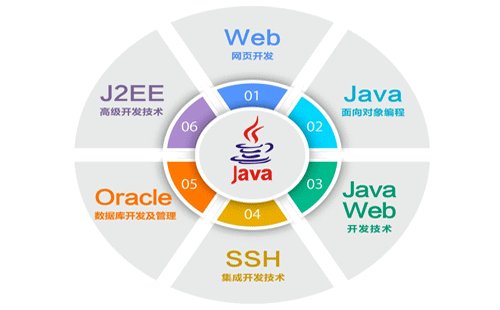 Web
网页开发
01
Java
面向对象编程
02
Java
Web
开发技术
03
SSH
集成开发技术
04
Oracle
数据库开发及管理
05
J2EE
高级开发技术
06
Java